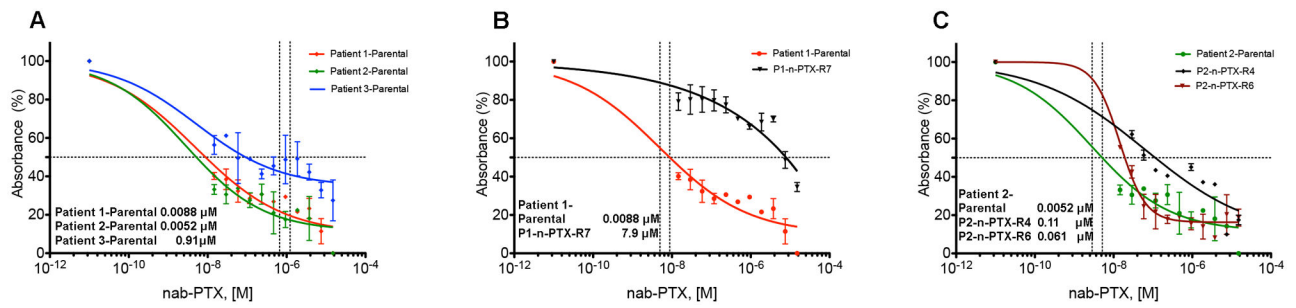 A
Patient 1-Parental
Patient 2-Parental
Patient 3-Parental
100
80
60
40
20
0
Absorbance (%)
Patient 1-Parental 0.0088 µM
Patient 2-Parental 0.0052 µM
Patient 3-Parental 0.91µM
10-12
10-10
10-8
10-6
10-4
nab-PTX, [M]
B
Patient 1-Parental
P1-n-PTX-R7
100
80
60
40
20
0
Absorbance (%)
Patient 1-
Parental 0.0088 µM
P1-n-PTX-R7 7.9 µM
10-12
10-10
10-8
10-6
10-4
nab-PTX, [M]
C
Patient 2-Parental
P2-n-PTX-R4
P2-n-PTX-R6
100
80
60
40
20
0
Absorbance (%)
Patient 2-
Parental 0.0052 µM
P2-n-PTX-R4 0.11 µM
P2-n-PTX-R6 0.061 µM
10-12
10-10
10-8
10-6
10-4
nab-PTX, [M]